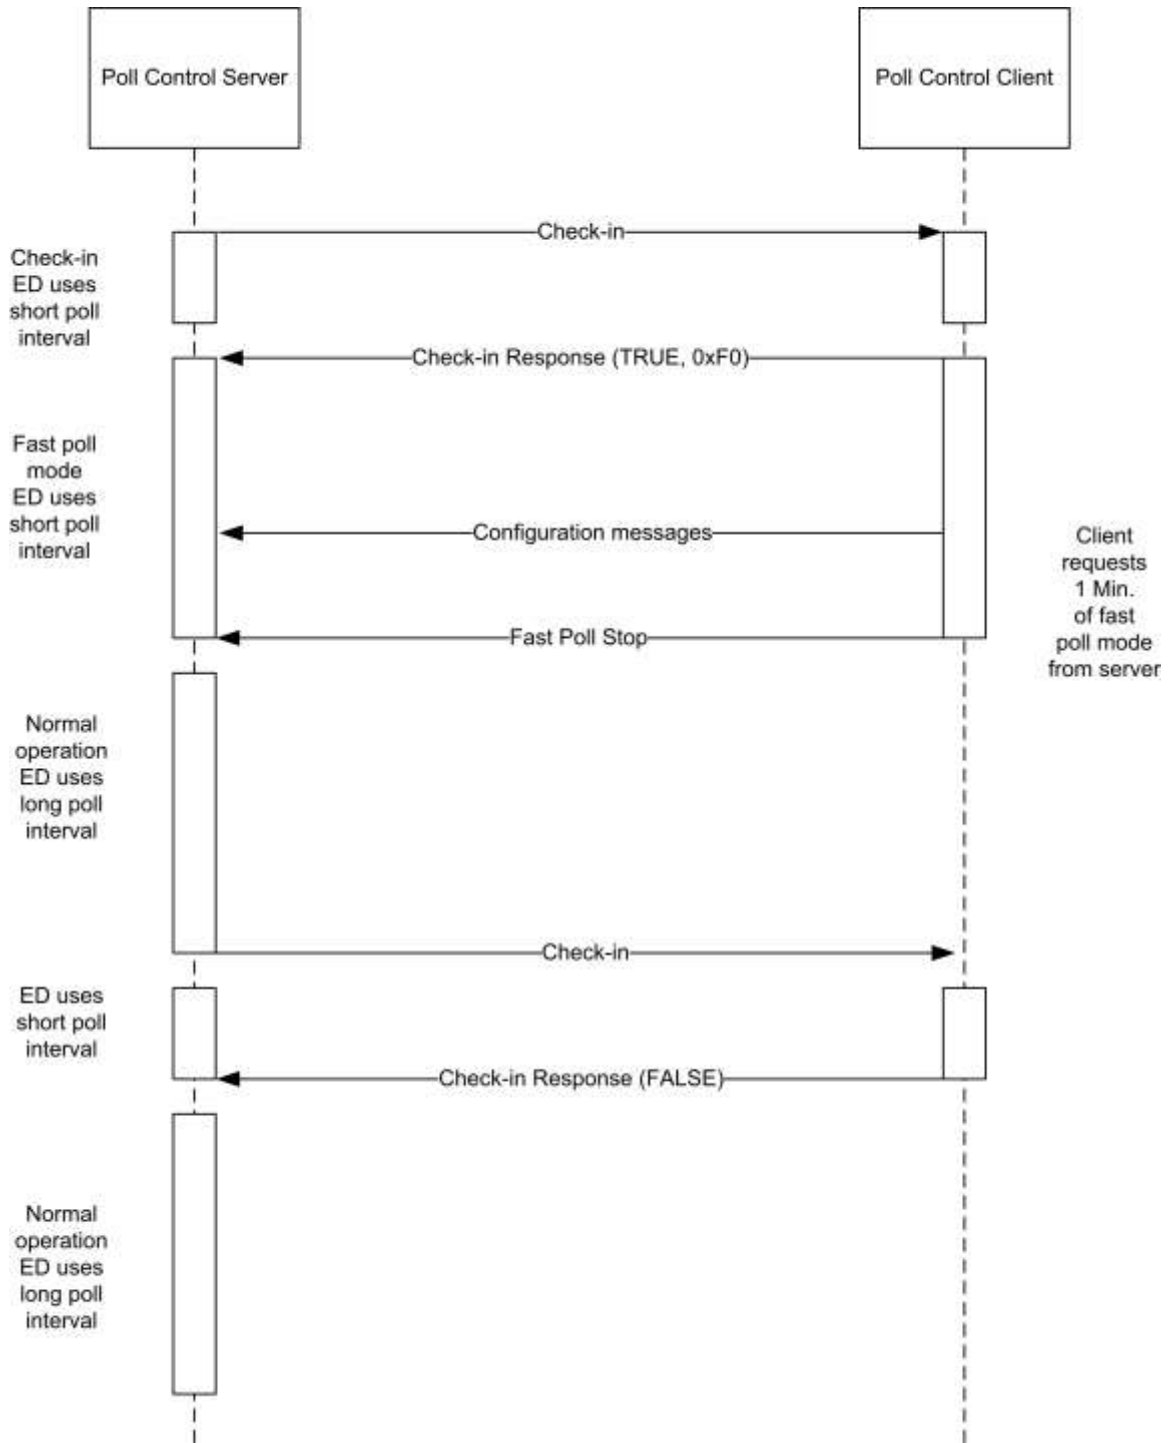 Poll Control Server
Poll Control Client
Check-in
Check-in
ED uses
short poll
interval
Check-in Response (TRUE, 0xF0)
Fast poll
mode
ED uses
short poll
interval
Configuration messages
Client
requests
1 Min.
of fast
poll mode
from server
Fast Poll Stop
Normal
operation
ED uses
long poll
interval
Check-in
ED uses
short poll
interval
Check-in Response (FALSE)
Normal
operation
ED uses
long poll
interval